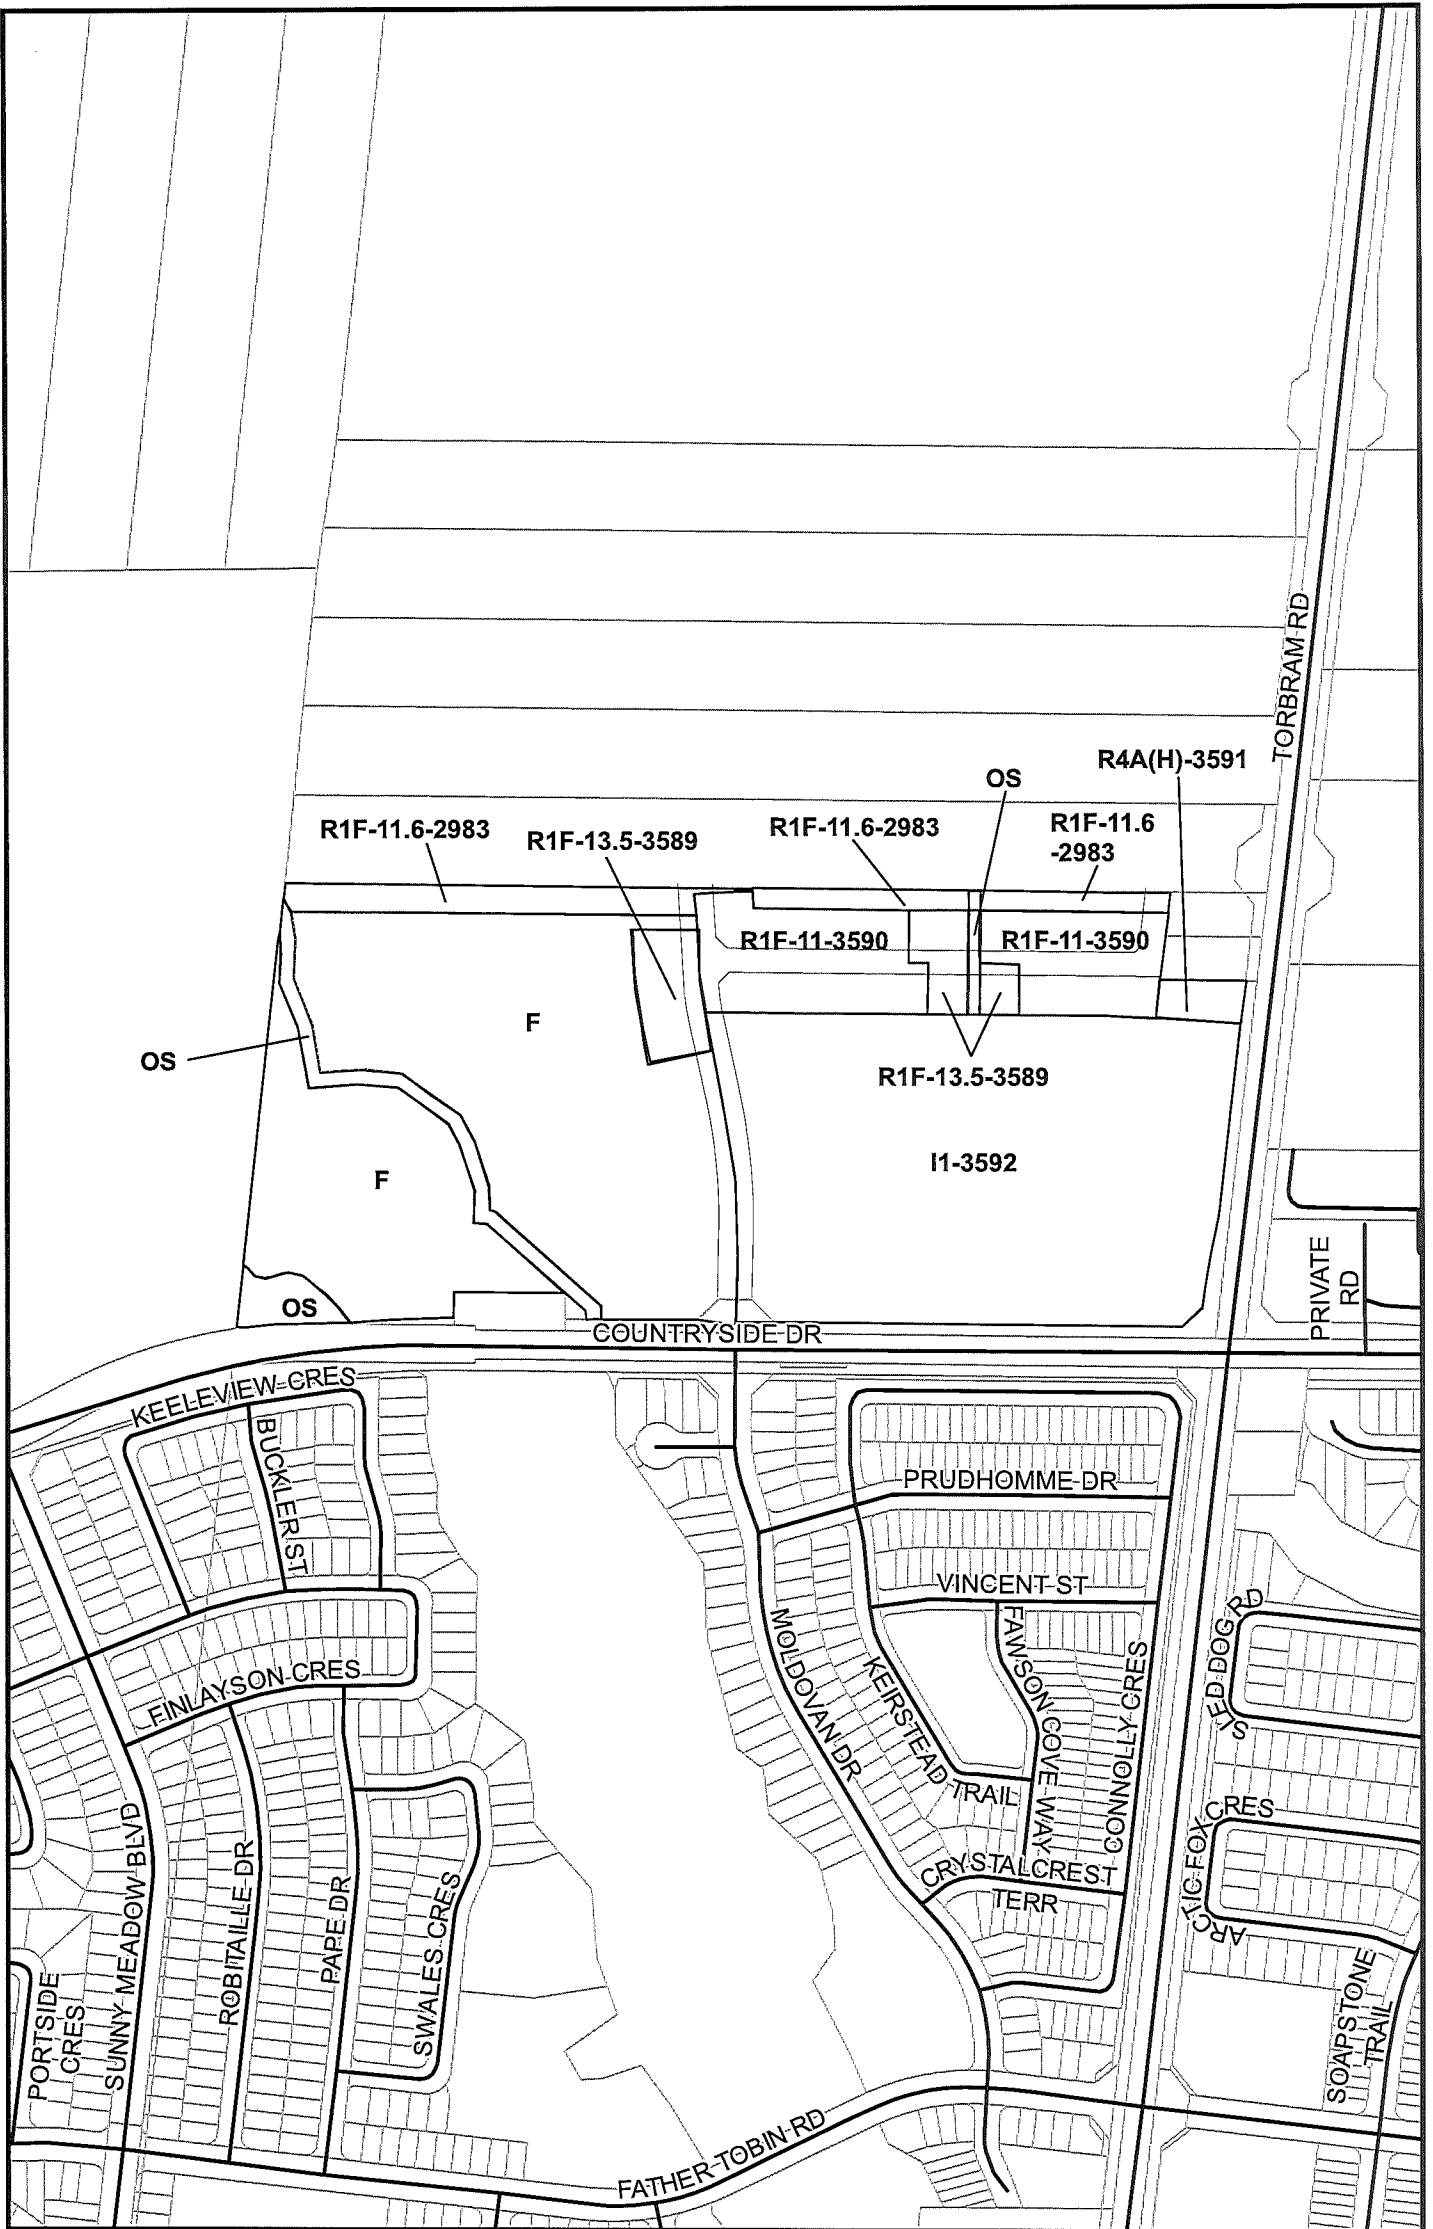 TORBRAM RD
R4A(H)-3591
OS
R1F-11.6-2983
R1F-13.5-3589
R1F-11.6-2983
R1F-11.6
-2983
R1F-11-3590
R1F-11-3590
F
OS
R1F-13.5-3589
I1-3592
F
OS
PRIVATE
RD
COUNTRYSIDE DR
KEELEVIEW CRES
BUCKLER ST
PRUDHOMME DR
VINCENT ST
SLED DOG RD
FINLAYSON CRES
MOLDOVAN DR
KEIRSTEAD TRAIL
FAWSON COVE WAY
CONNOLLY CRES
ARCTIC FOX CRES
CRYSTALCREST
TERR
SUNNY MEADOW BLVD
ROBITAILLE DR
PAPE DR
SWALES CRES
PORTSIDE
CRES
SOAPSTONE
TRAIL
FATHER TOBIN RD